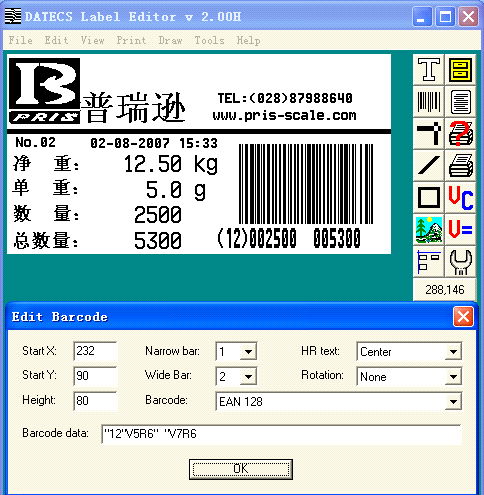 DATECS Label Editor v 2.00H
File Edit View Print Draw Tools Help
B
PRIS
普瑞逊
TEL:(028)87988640
www.pris-scale.com
No.02 02-08-2007 15:33
净 重: 12.50 kg
单 重: 5.0 g
数 量: 2500
总数量: 5300
(12)002500 005300
T
?
VC
V=
288,146
Edit Barcode
Start X: 232 Narrow bar: 1 HR text: Center
Start Y: 90 Wide Bar: 2 Rotation: None
Height: 80 Barcode: EAN 128
Barcode data: "12"V5R6" "V7R6
OK